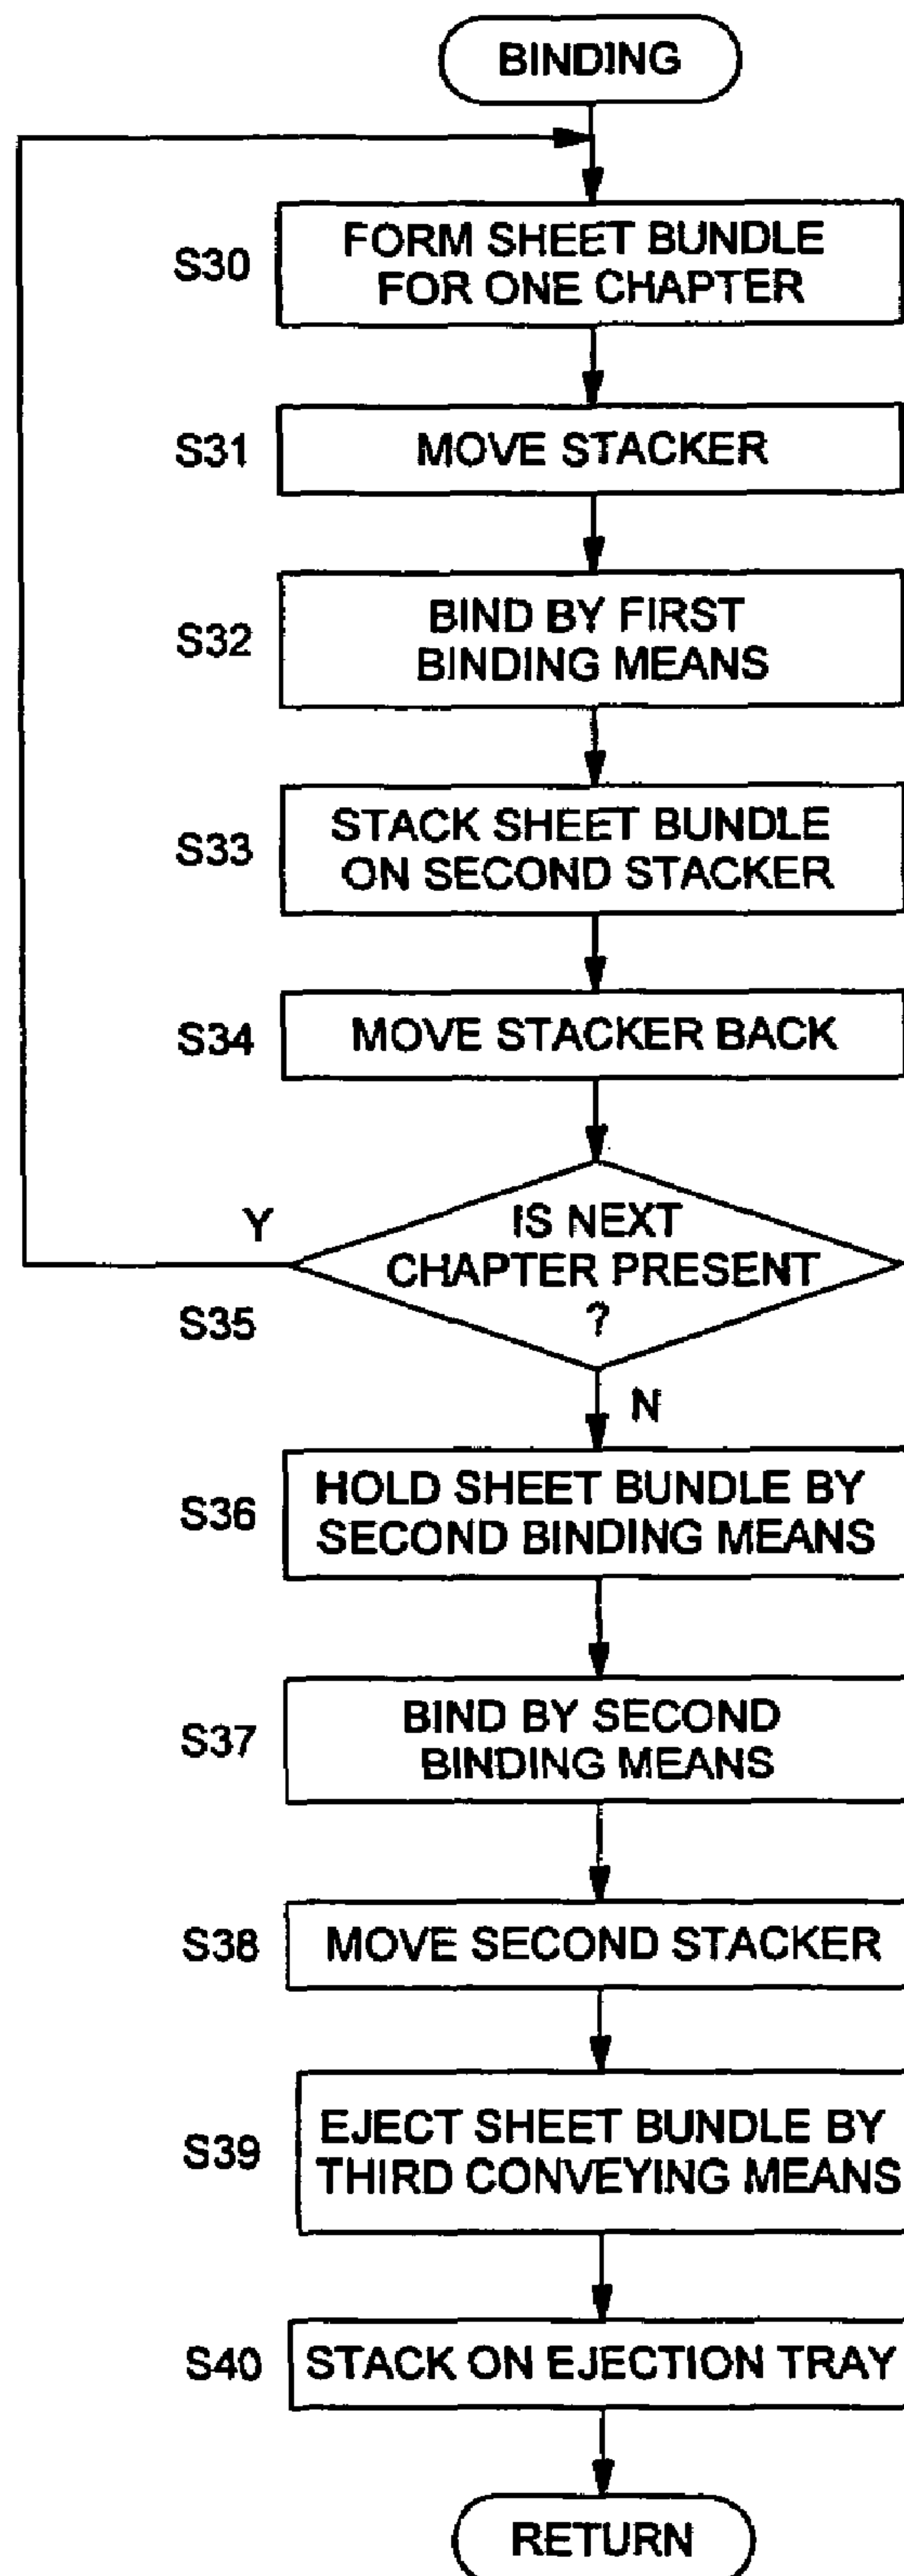 BINDING
S30
FORM SHEET BUNDLE
FOR ONE CHAPTER
S31
MOVE STACKER
S32
BIND BY FIRST
BINDING MEANS
S33
STACK SHEET BUNDLE
ON SECOND STACKER
S34
MOVE STACKER BACK
Y
IS NEXT
CHAPTER PRESENT
?
S35
N
S36
HOLD SHEET BUNDLE BY
SECOND BINDING MEANS
S37
BIND BY SECOND
BINDING MEANS
S38
MOVE SECOND STACKER
S39
EJECT SHEET BUNDLE BY
THIRD CONVEYING MEANS
S40
STACK ON EJECTION TRAY
RETURN